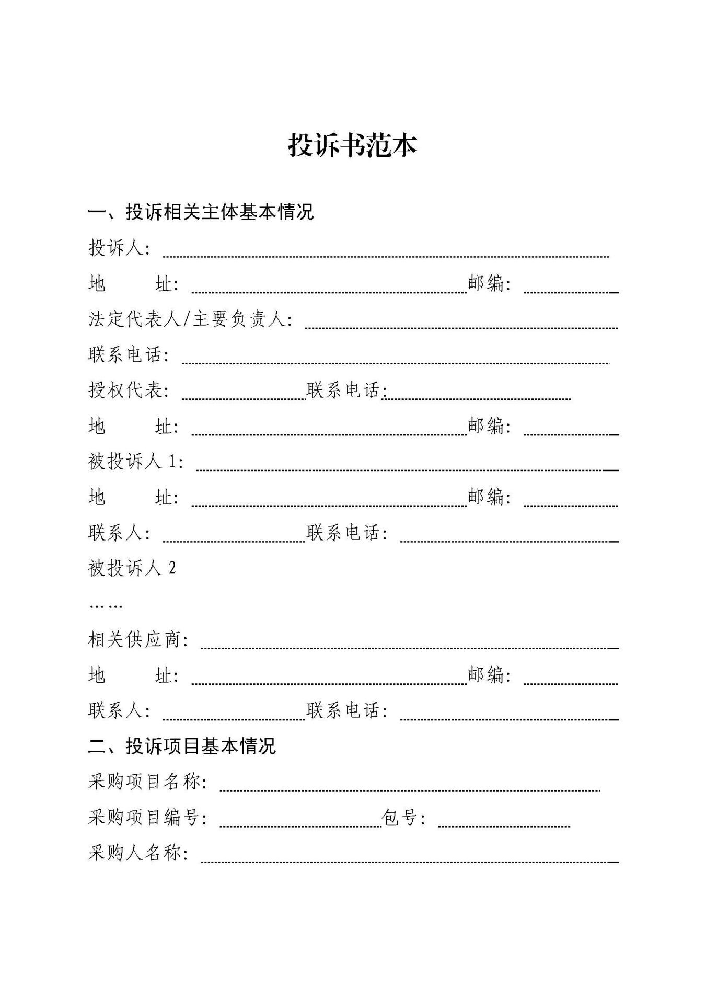 投诉书范本
一、投诉相关主体基本情况
投诉人：
地 址： 邮编：
法定代表人/主要负责人：
联系电话：
授权代表： 联系电话：
地 址： 邮编：
被投诉人 1：
地 址： 邮编：
联系人： 联系电话：
被投诉人 2
……
相关供应商：
地 址： 邮编：
联系人： 联系电话：
二、投诉项目基本情况
采购项目名称：
采购项目编号： 包号：
采购人名称：